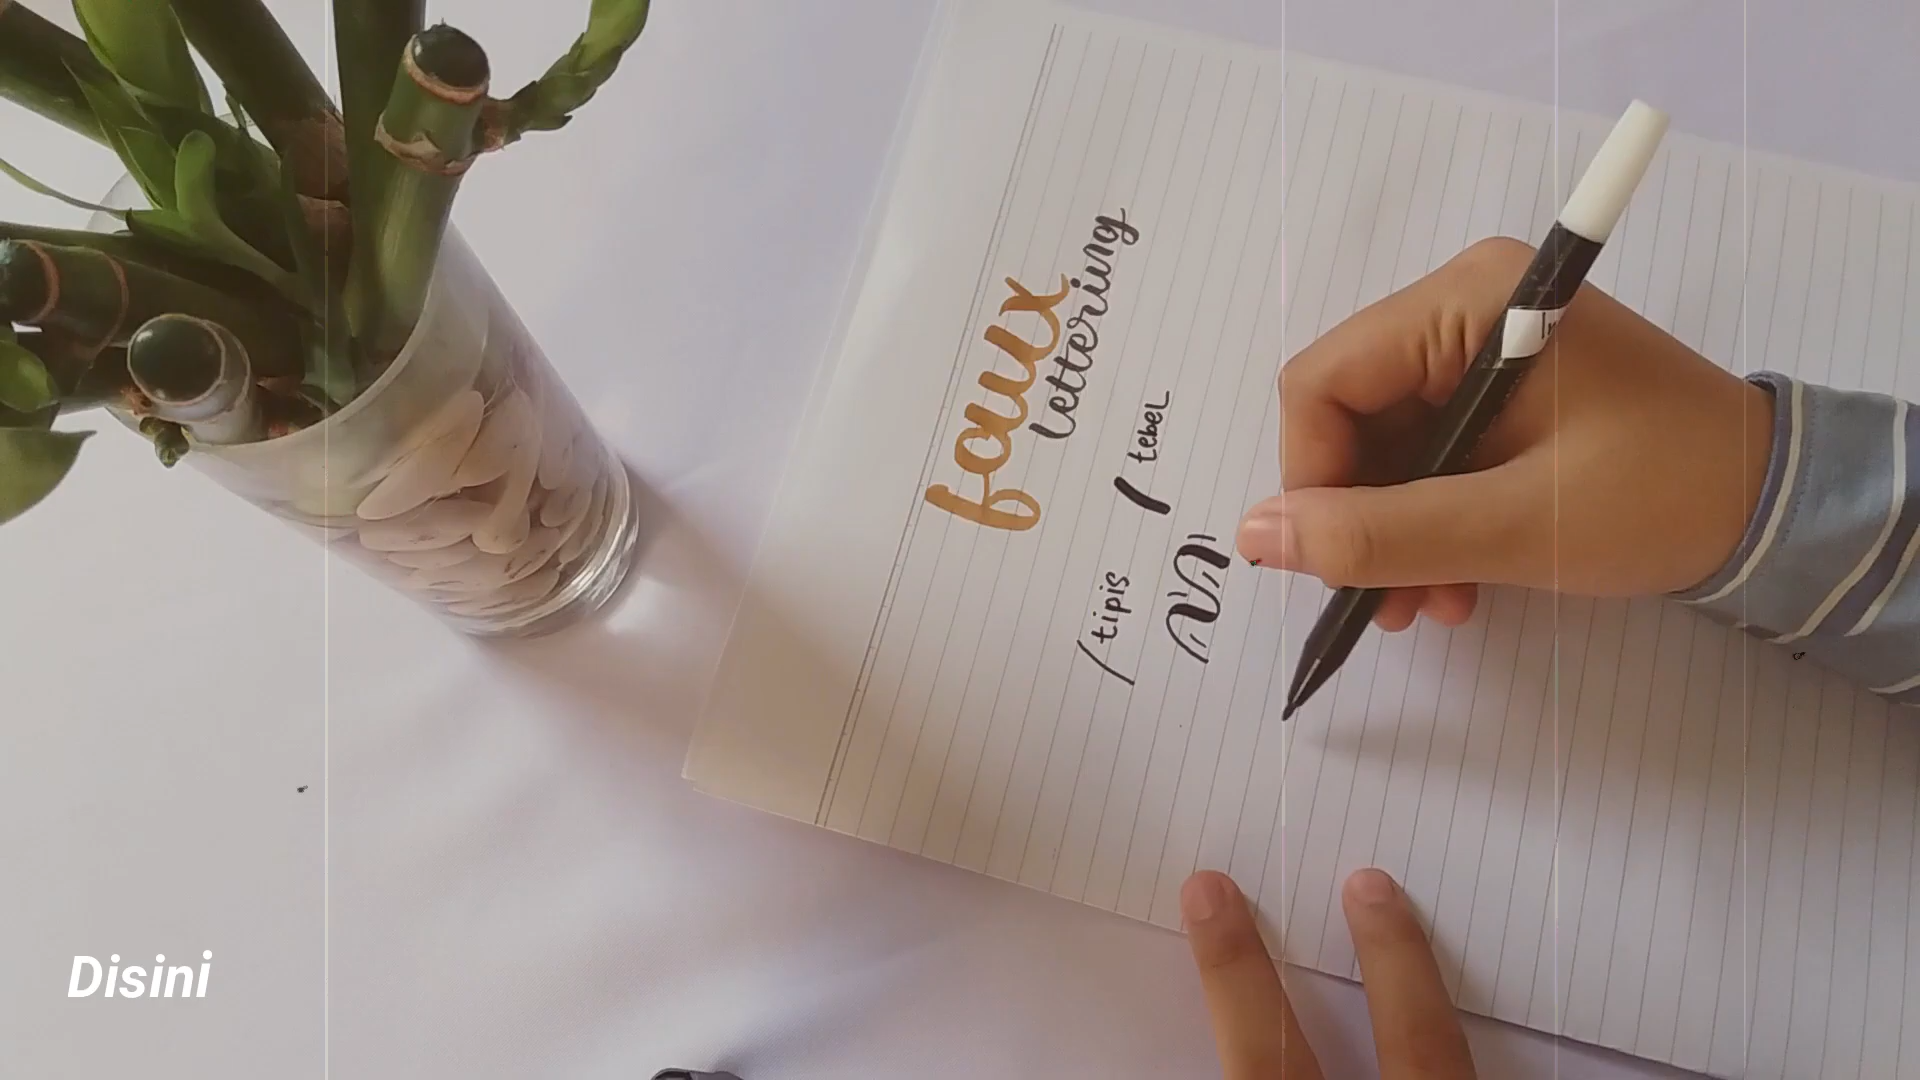 faux
lettering
tipis
tebel
Disini